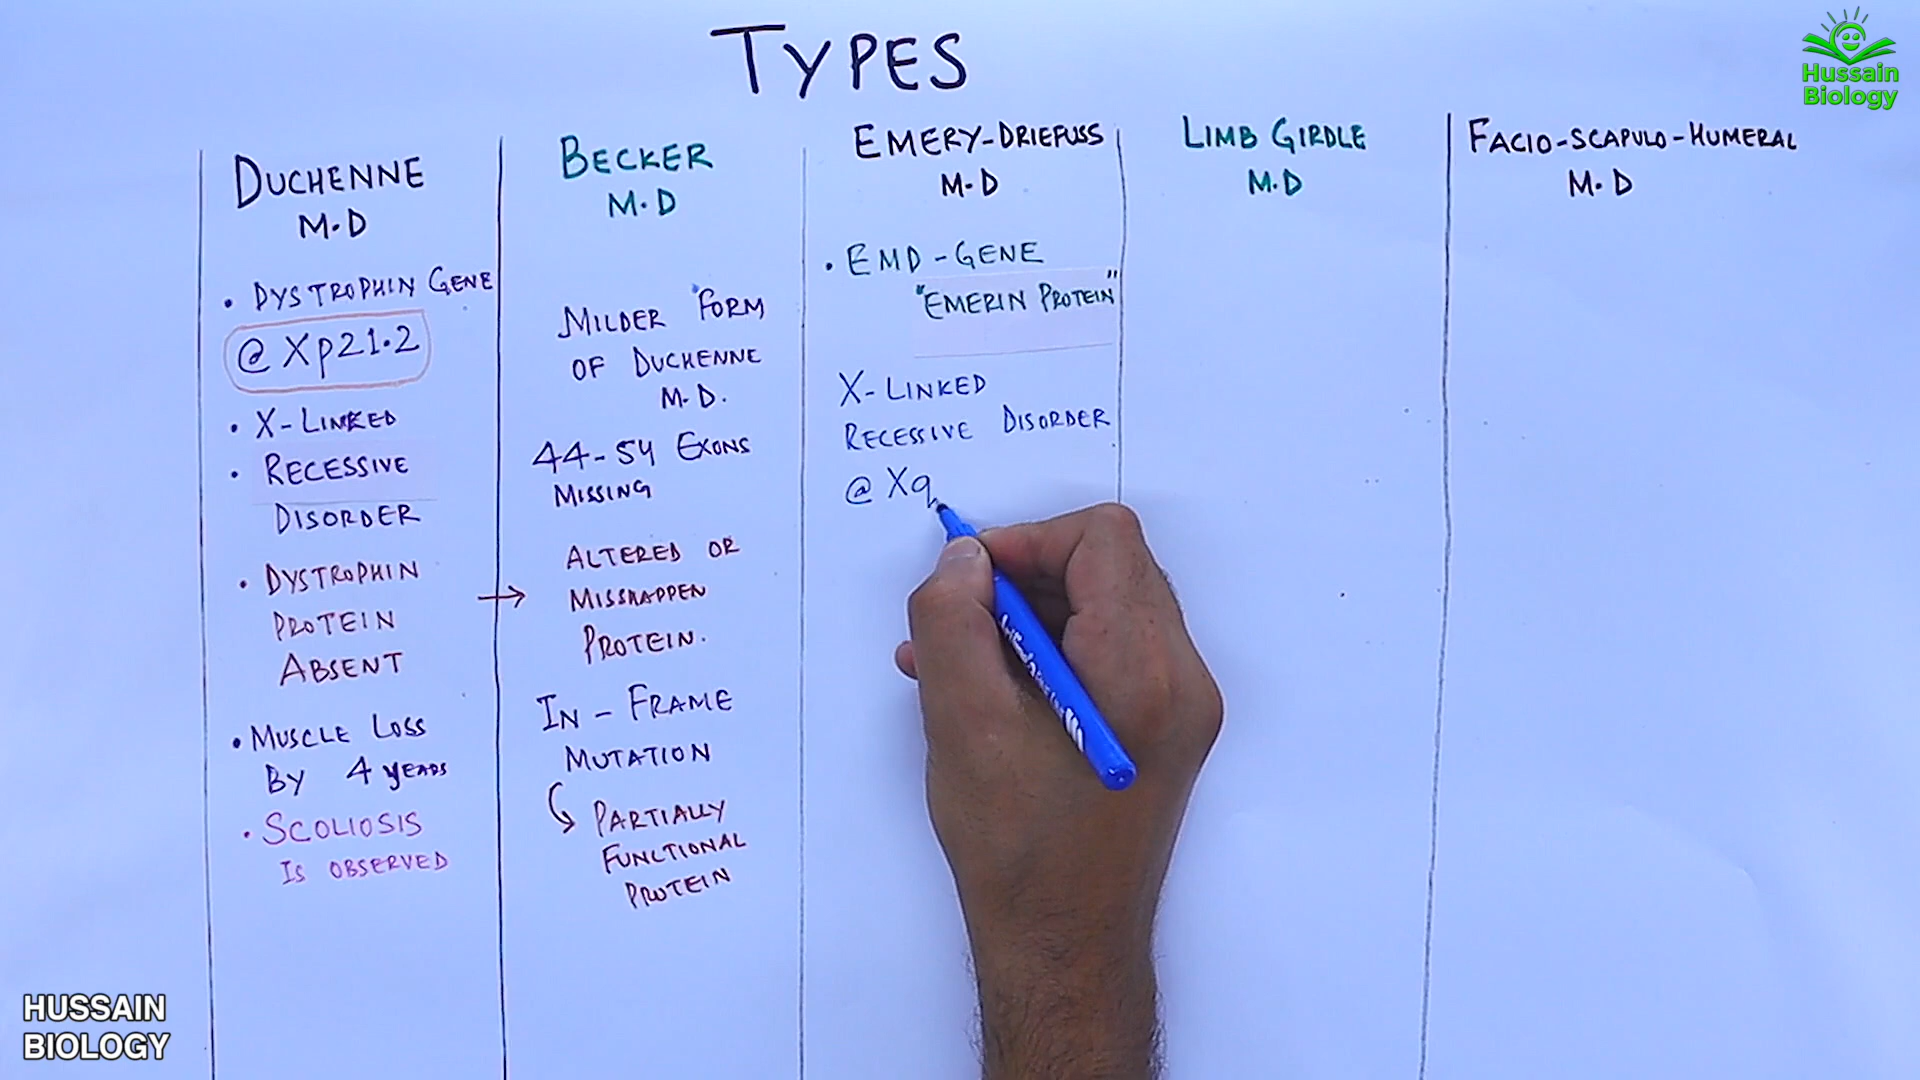 TYPES
Hussain
Biology
DUCHENNE
M.D
• DYSTROPHIN GENE
@ Xp21.2
• X-LINKED
• RECESSIVE
DISORDER
• DYSTROPHIN
PROTEIN
ABSENT
• MUSCLE LOSS
BY 4 YEARS
• SCOLIOSIS
IS OBSERVED
BECKER
M.D
MILDER FORM
OF DUCHENNE
M.D.
44-54 EXONS
MISSING
→ ALTERED OR
MISSHAPPEN
PROTEIN.
IN-FRAME
MUTATION
PARTIALLY
FUNCTIONAL
PROTEIN
EMERY-DRIEFUSS
M.D
• EMD-GENE
"EMERIN PROTEIN"
X-LINKED
RECESSIVE DISORDER
@ Xq
LIMB GIRDLE
M.D
FACIO-SCAPULO-HUMERAL
M.D
HUSSAIN
BIOLOGY